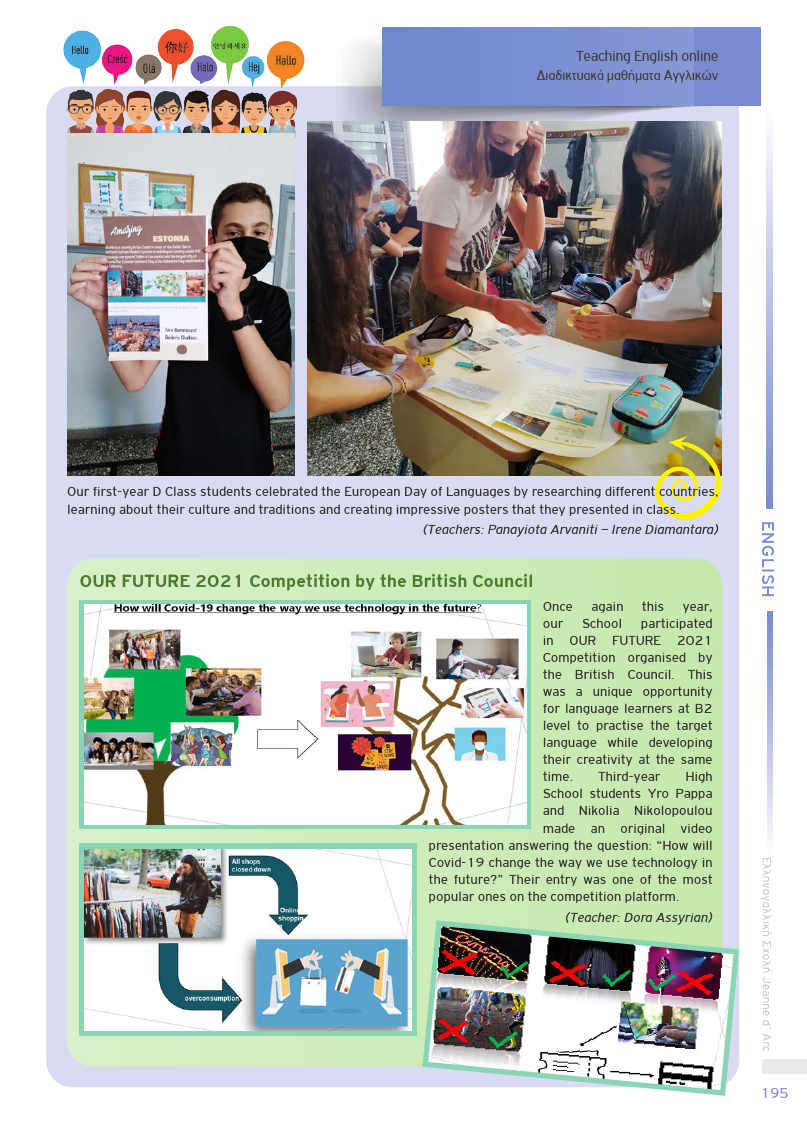 Hello
Cześć
Olá
你好
Halo
안녕하세요
Hej
Hallo
Teaching English online
Διαδικτυακά μαθήματα Αγγλικών
Amazing
ESTONIA
Our first-year D Class students celebrated the European Day of Languages by researching different countries,
learning about their culture and traditions and creating impressive posters that they presented in class.
(Teachers: Panayiota Arvaniti – Irene Diamantara)
OUR FUTURE 2021 Competition by the British Council
How will Covid-19 change the way we use technology in the future?
Once again this year,
our School participated
in OUR FUTURE 2021
Competition organised by
the British Council. This
was a unique opportunity
for language learners at B2
level to practise the target
language while developing
their creativity at the same
time. Third-year High
School students Yro Pappa
and Nikolia Nikolopoulou
made an original video
presentation answering the question: “How will
Covid-19 change the way we use technology in
the future?” Their entry was one of the most
popular ones on the competition platform.
(Teacher: Dora Assyrian)
All shops
closed down
Online
shoppin
g
overconsumption
Cinema
ENGLISH
Ελληνογαλλική Σχολή Jeanne d’ Arc
195